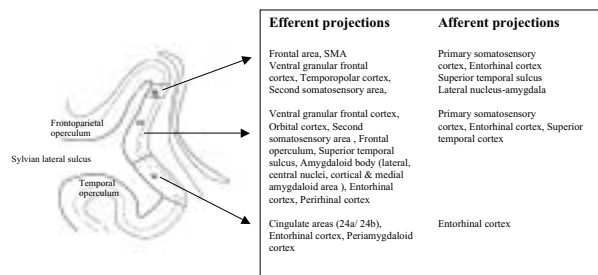 Efferent projections Afferent projections
Frontal area, SMA
Ventral granular frontal
cortex, Temporopolar cortex,
Second somatosensory area,
Primary somatosensory
cortex, Entorhinal cortex
Superior temporal sulcus
Lateral nucleus-amygdala
Ventral granular frontal cortex,
Orbital cortex, Second
somatosensory area , Frontal
operculum, Superior temporal
sulcus, Amygdaloid body (lateral,
central nuclei, cortical & medial
amygdaloid area ), Entorhinal
cortex, Perirhinal cortex
Primary somatosensory
cortex, Entorhinal cortex, Superior
temporal cortex
Cingulate areas (24a/ 24b),
Entorhinal cortex, Periamygdaloid
cortex
Entorhinal cortex
Frontoparietal
operculum
Sylvian lateral sulcus
Temporal
operculum